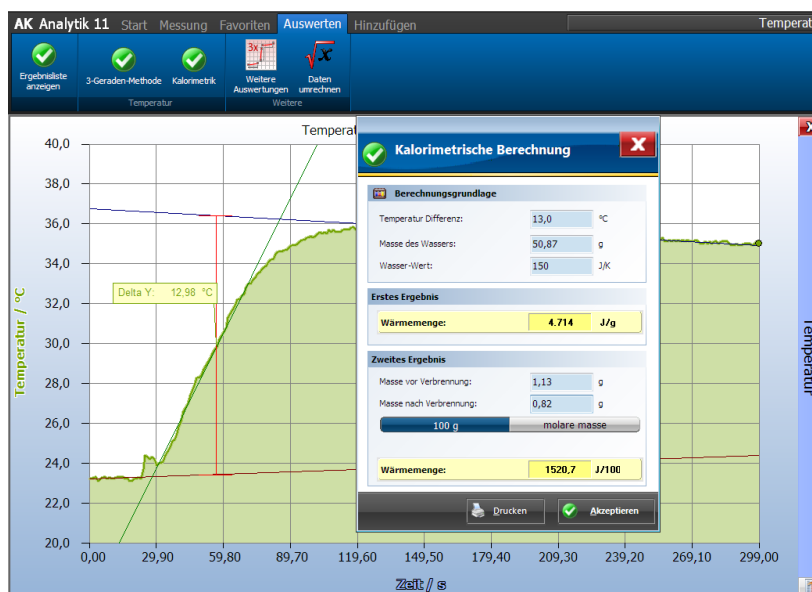 AK Analytik 11 Start Messung Favoriten Auswerten Hinzufügen
Temperat
Ergebnisliste anzeigen
3-Geraden-Methode
Kalorimetrik
3x
Weitere Auswertungen
√x
Daten umrechnen
Temperatur
Weitere
Temperat
40,0
38,0
36,0
34,0
32,0
30,0
28,0
26,0
24,0
22,0
20,0
Temperatur / °C
Delta Y: 12,98 °C
0,00 29,90 59,80 89,70 119,60 149,50 179,40 209,30 239,20 269,10 299,00
Zeit / s
Kalorimetrische Berechnung
X
Berechnungsgrundlage
Temperatur Differenz: 13,0 °C
Masse des Wassers: 50,87 g
Wasser-Wert: 150 J/K
Erstes Ergebnis
Wärmemenge: 4.714 J/g
Zweites Ergebnis
Masse vor Verbrennung: 1,13 g
Masse nach Verbrennung: 0,82 g
100 g molare masse
Wärmemenge: 1520,7 J/100
Drucken
Akzeptieren
X
Temperatur